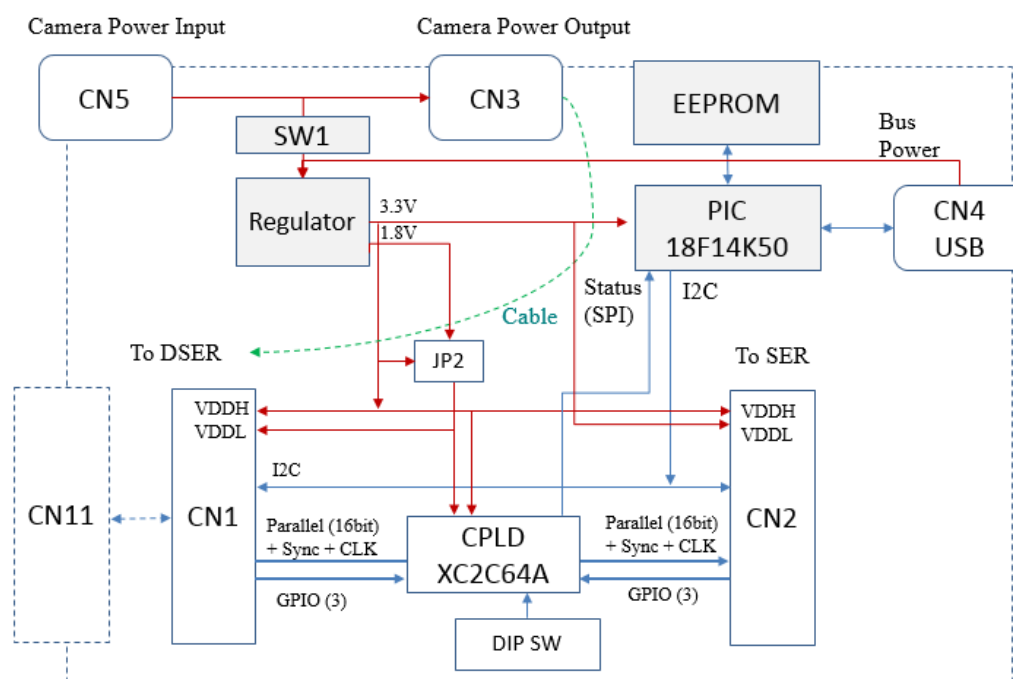 Camera Power Input
Camera Power Output
CN5
CN3
EEPROM
SW1
Bus
Power
Regulator
3.3V
1.8V
PIC
18F14K50
CN4
USB
Status
(SPI)
I2C
Cable
To DSER
JP2
To SER
VDDH
VDDL
VDDH
VDDL
I2C
CN11
CN1
CN2
Parallel (16bit)
+ Sync + CLK
CPLD
XC2C64A
Parallel (16bit)
+ Sync + CLK
GPIO (3)
GPIO (3)
DIP SW